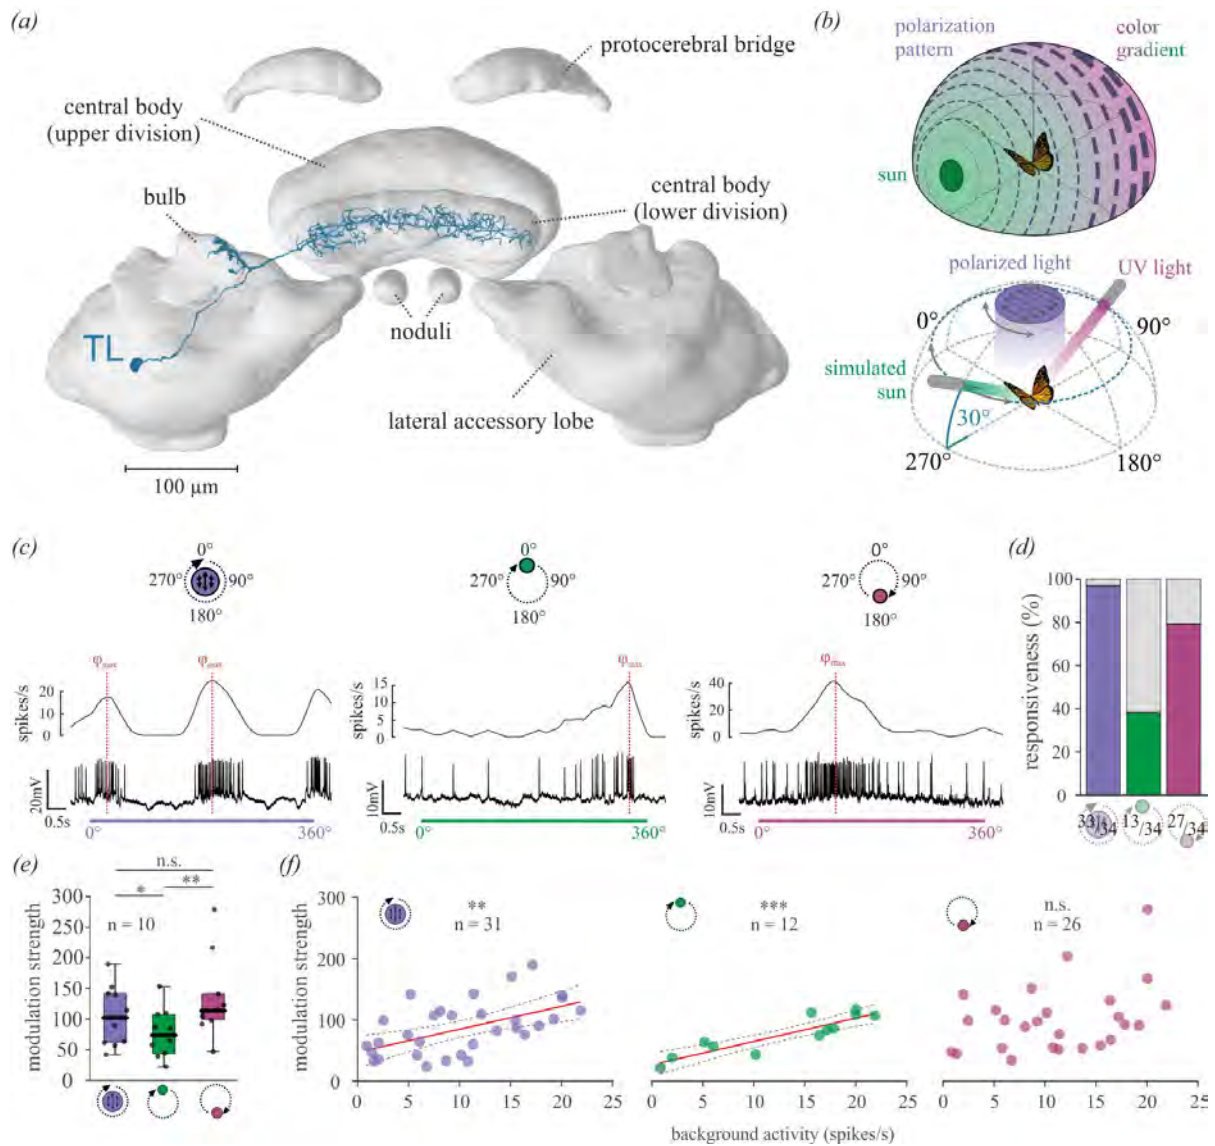 (a)
protocerebral bridge
central body
(upper division)
bulb
central body
(lower division)
TL
noduli
lateral accessory lobe
100 µm
(b)
polarization
pattern
color
gradient
sun
polarized light
UV light
0°
90°
simulated
sun
30°
270°
180°
(c)
0°
270°
90°
180°
0°
270°
90°
180°
0°
270°
90°
180°
φmax
φmax
φmax
φmax
spikes/s
20
10
0
spikes/s
15
10
5
0
spikes/s
40
20
0
20mV
0.5s
0°
360°
10mV
0.5s
0°
360°
10mV
0.5s
0°
360°
(d)
responsiveness (%)
100
80
60
40
20
0
33/34
13/34
27/34
(e)
n.s.
*
**
n = 10
modulation strength
300
250
200
150
100
50
0
(f)
modulation strength
300
200
100
0
**
n = 31
***
n = 12
n.s.
n = 26
0 5 10 15 20 25
0 5 10 15 20 25
0 5 10 15 20 25
background activity (spikes/s)